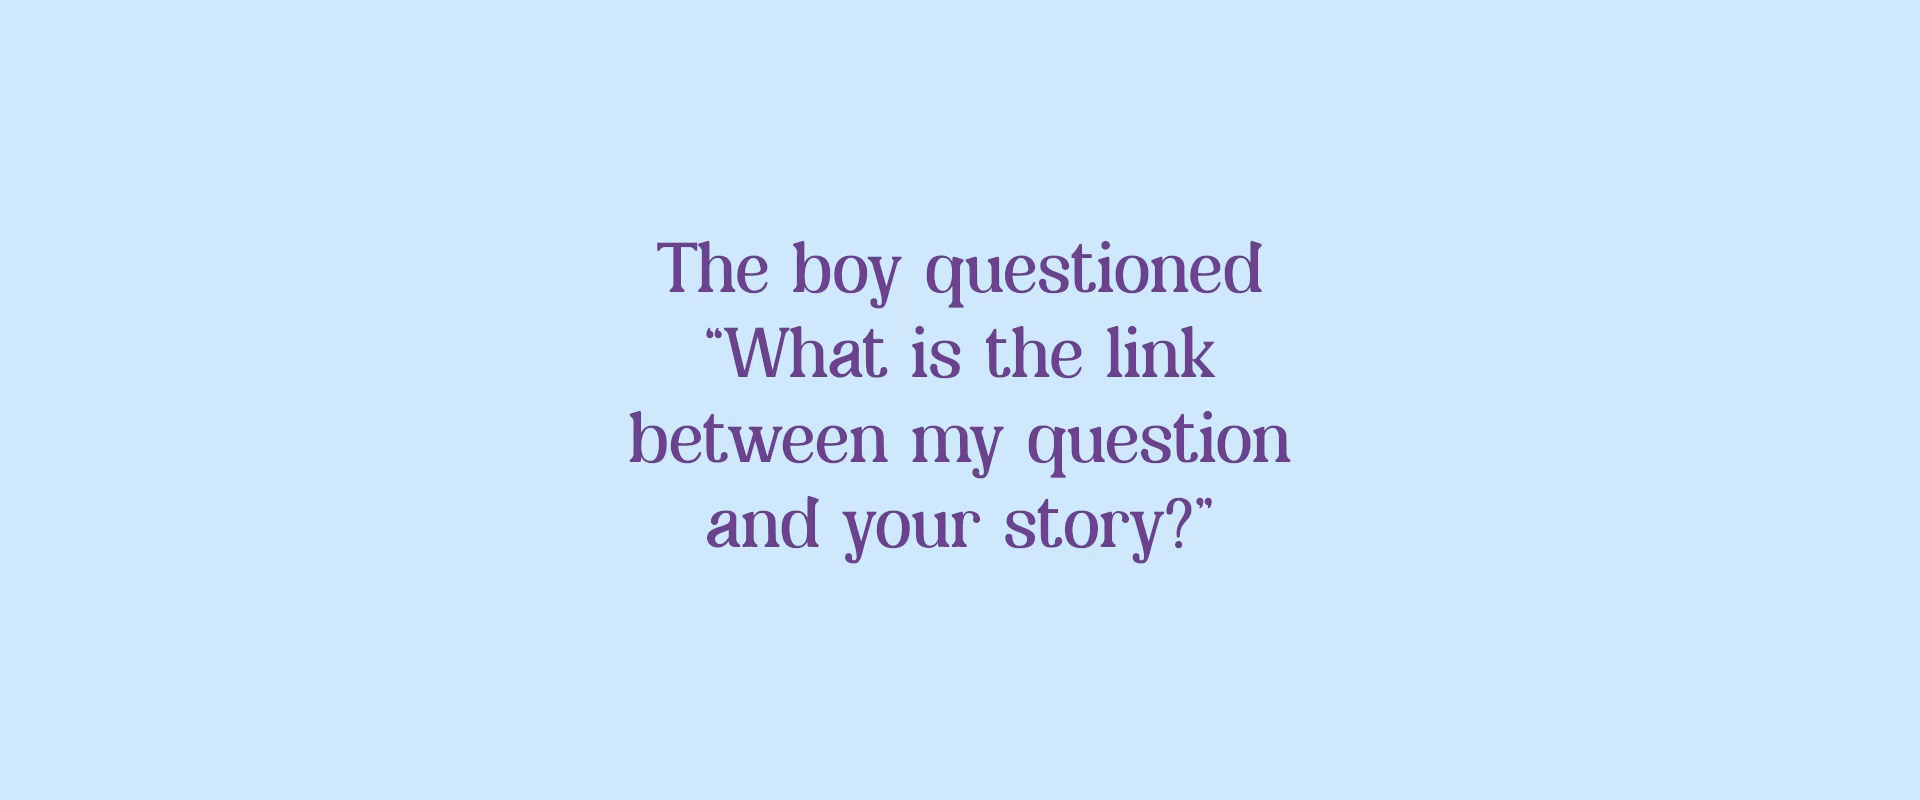 The boy questioned
“What is the link
between my question
and your story?”